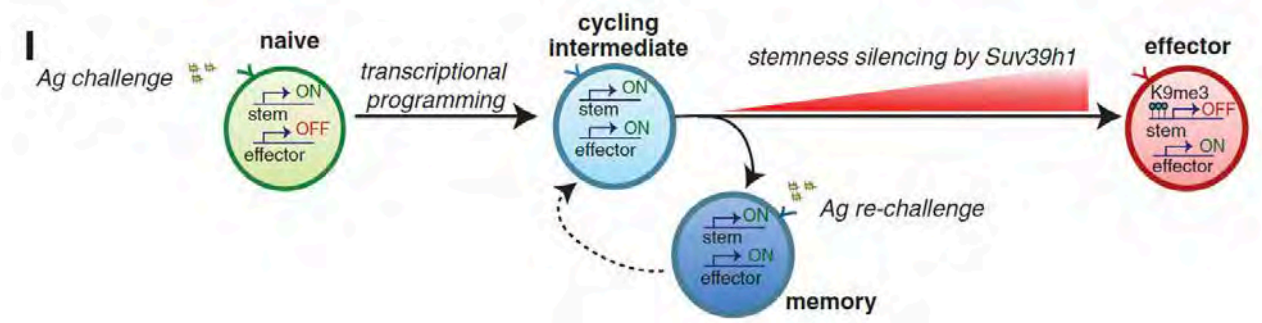 I
Ag challenge
naive
ON
stem
OFF
effector
transcriptional
programming
cycling
intermediate
ON
stem
ON
effector
stemness silencing by Suv39h1
effector
K9me3
OFF
stem
ON
effector
ON
stem
ON
effector
Ag re-challenge
memory